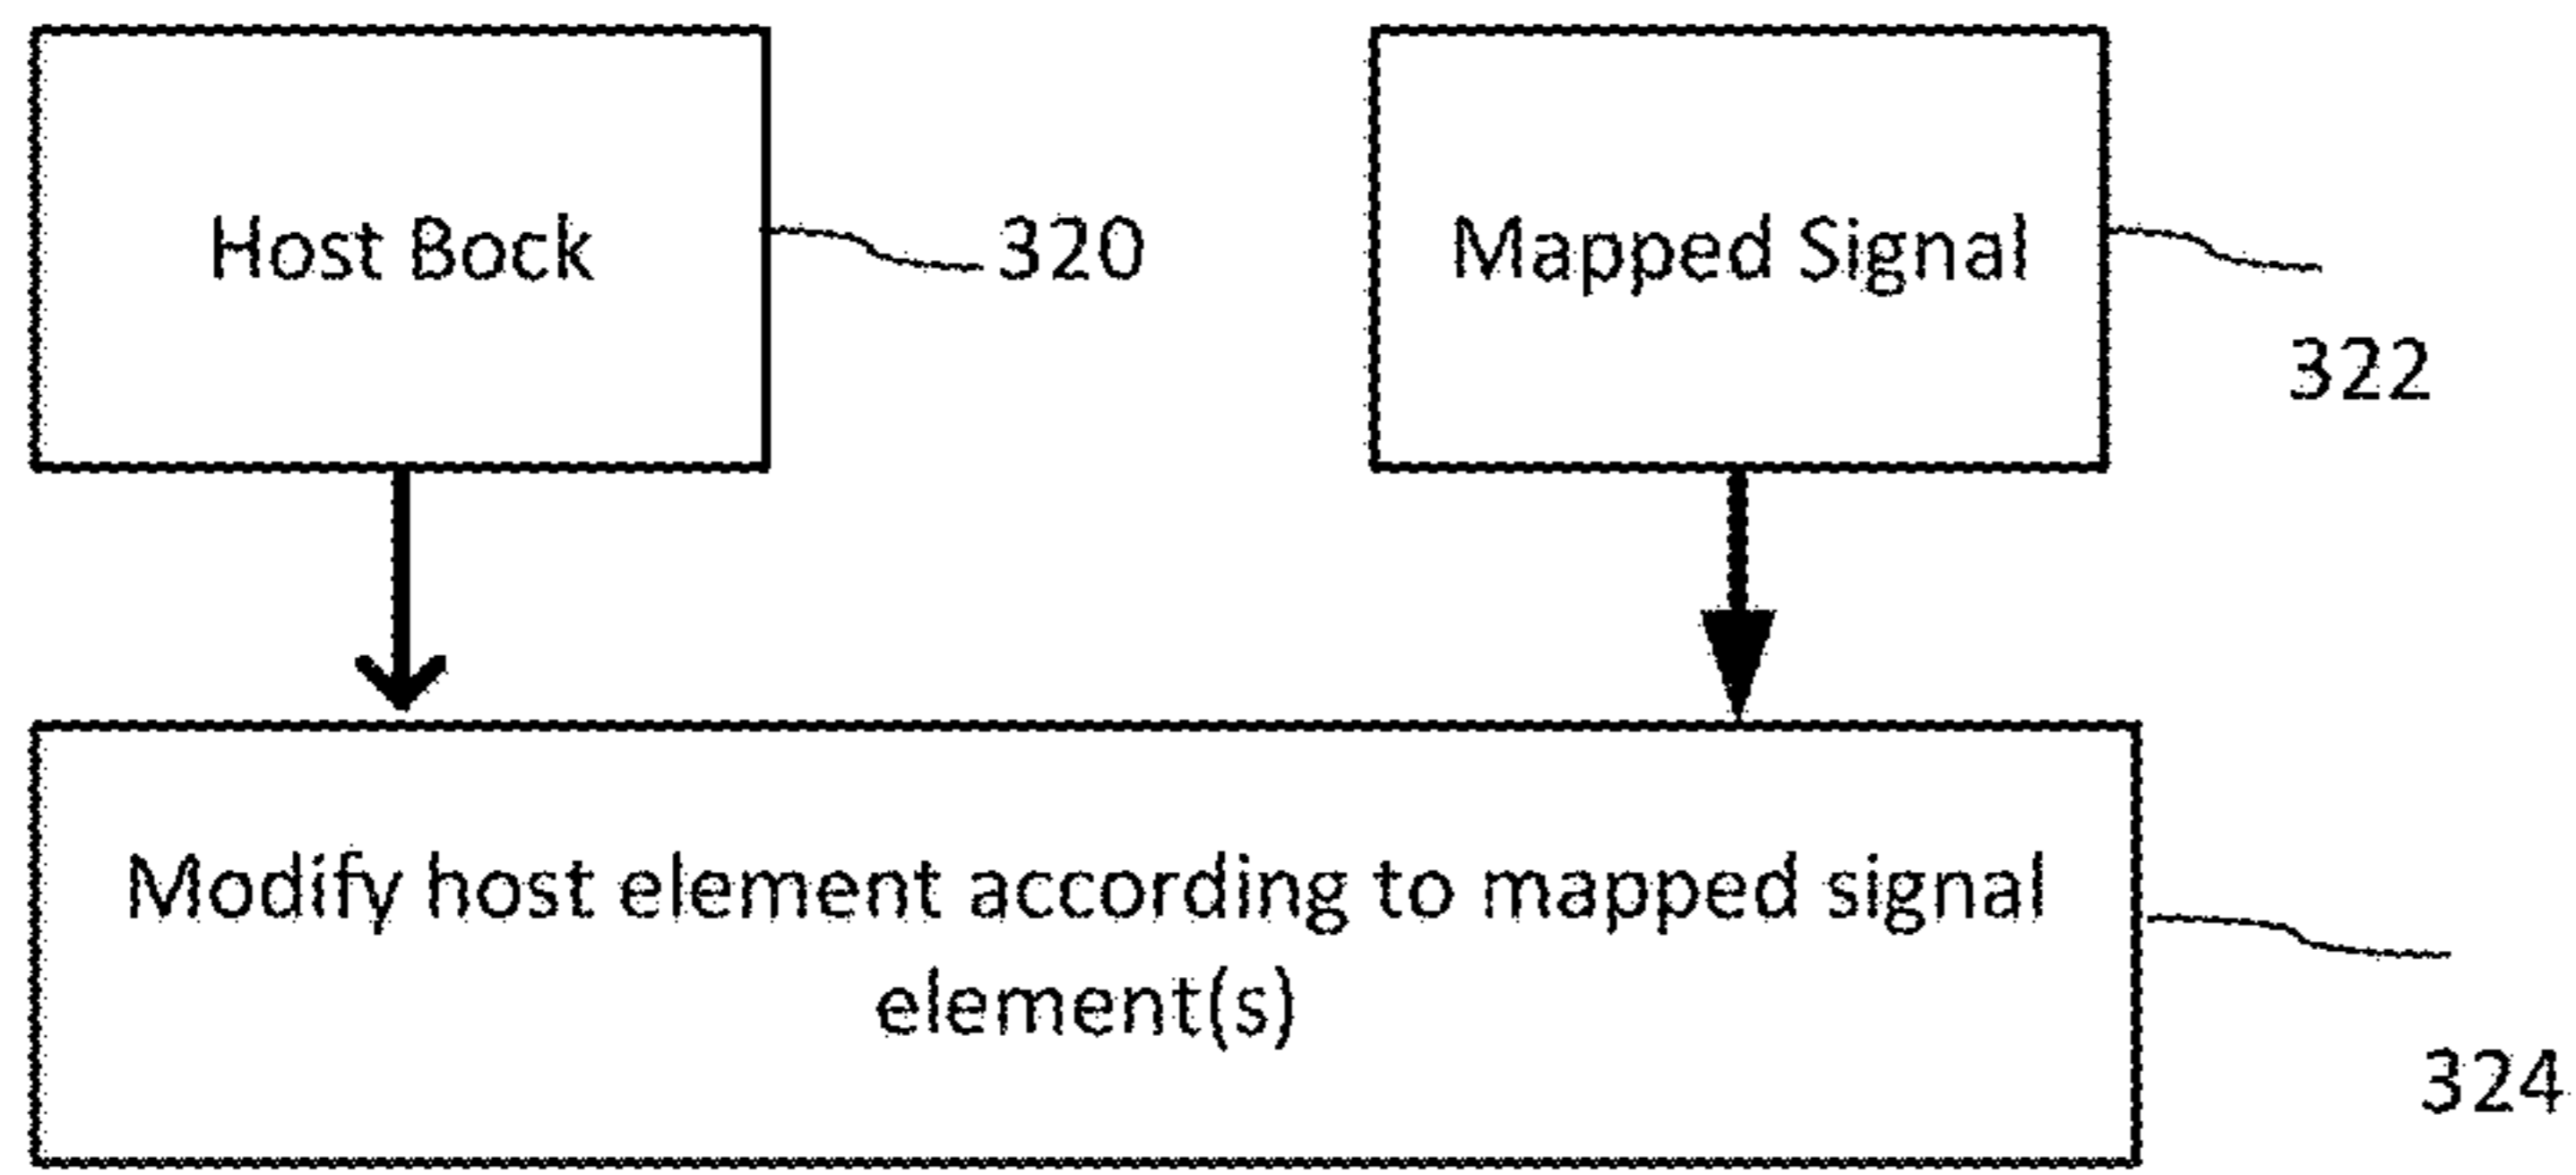 Host Bock
320
Mapped Signal
322
Modify host element according to mapped signal
element(s)
324